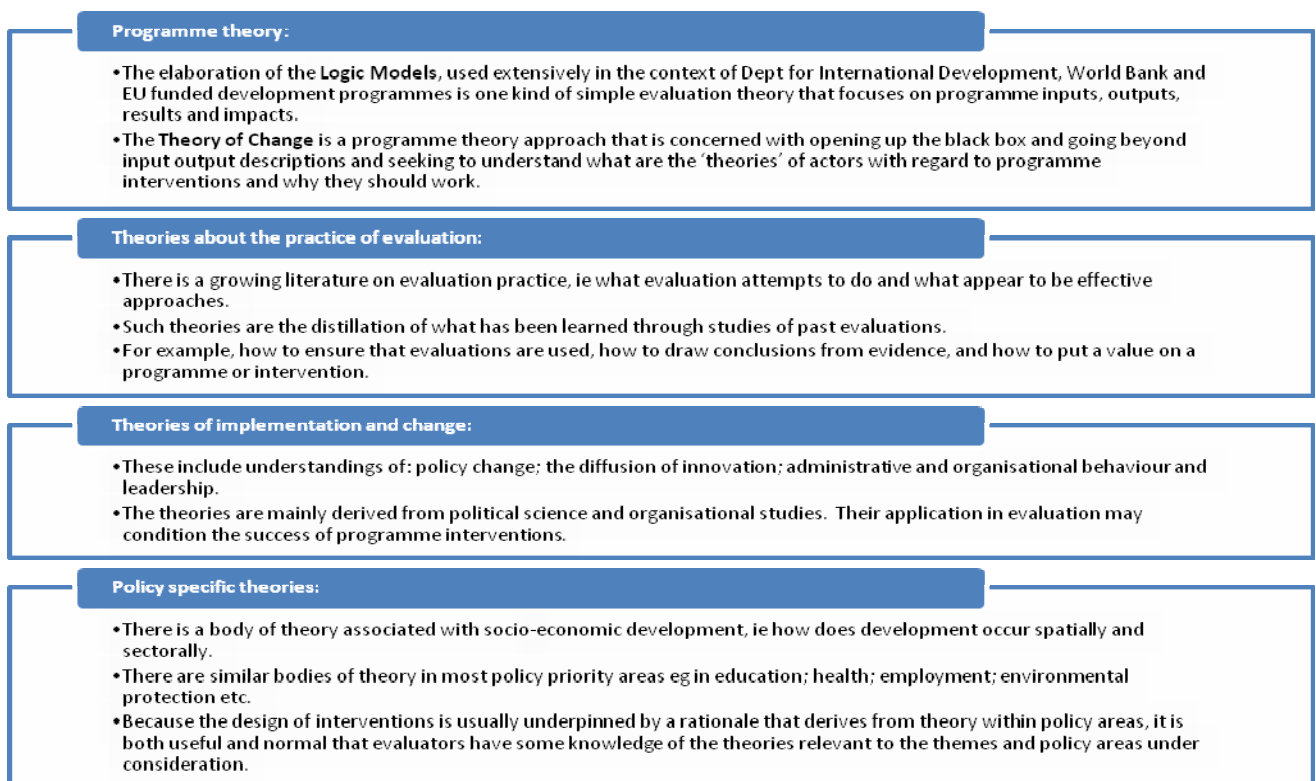 Programme theory:
•The elaboration of the Logic Models, used extensively in the context of Dept for International Development, World Bank and
EU funded development programmes is one kind of simple evaluation theory that focuses on programme inputs, outputs,
results and impacts.
•The Theory of Change is a programme theory approach that is concerned with opening up the black box and going beyond
input output descriptions and seeking to understand what are the ‘theories’ of actors with regard to programme
interventions and why they should work.
Theories about the practice of evaluation:
•There is a growing literature on evaluation practice, ie what evaluation attempts to do and what appear to be effective
approaches.
•Such theories are the distillation of what has been learned through studies of past evaluations.
•For example, how to ensure that evaluations are used, how to draw conclusions from evidence, and how to put a value on a
programme or intervention.
Theories of implementation and change:
•These include understandings of: policy change; the diffusion of innovation; administrative and organisational behaviour and
leadership.
•The theories are mainly derived from political science and organisational studies. Their application in evaluation may
condition the success of programme interventions.
Policy specific theories:
•There is a body of theory associated with socio-economic development, ie how does development occur spatially and
sectorally.
•There are similar bodies of theory in most policy priority areas eg in education; health; employment; environmental
protection etc.
•Because the design of interventions is usually underpinned by a rationale that derives from theory within policy areas, it is
both useful and normal that evaluators have some knowledge of the theories relevant to the themes and policy areas under
consideration.